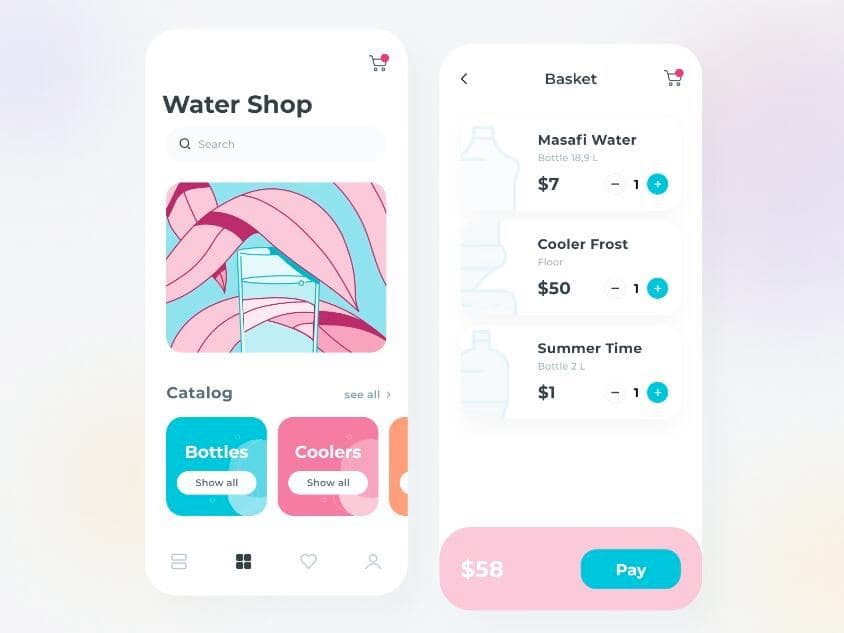 Water Shop
Search
Catalog
see all >
Bottles
Coolers
Show all
Show all
Basket
Masafi Water
Bottle 18,9 L
$7
− 1 +
Cooler Frost
Floor
$50
− 1 +
Summer Time
Bottle 2 L
$1
− 1 +
$58
Pay